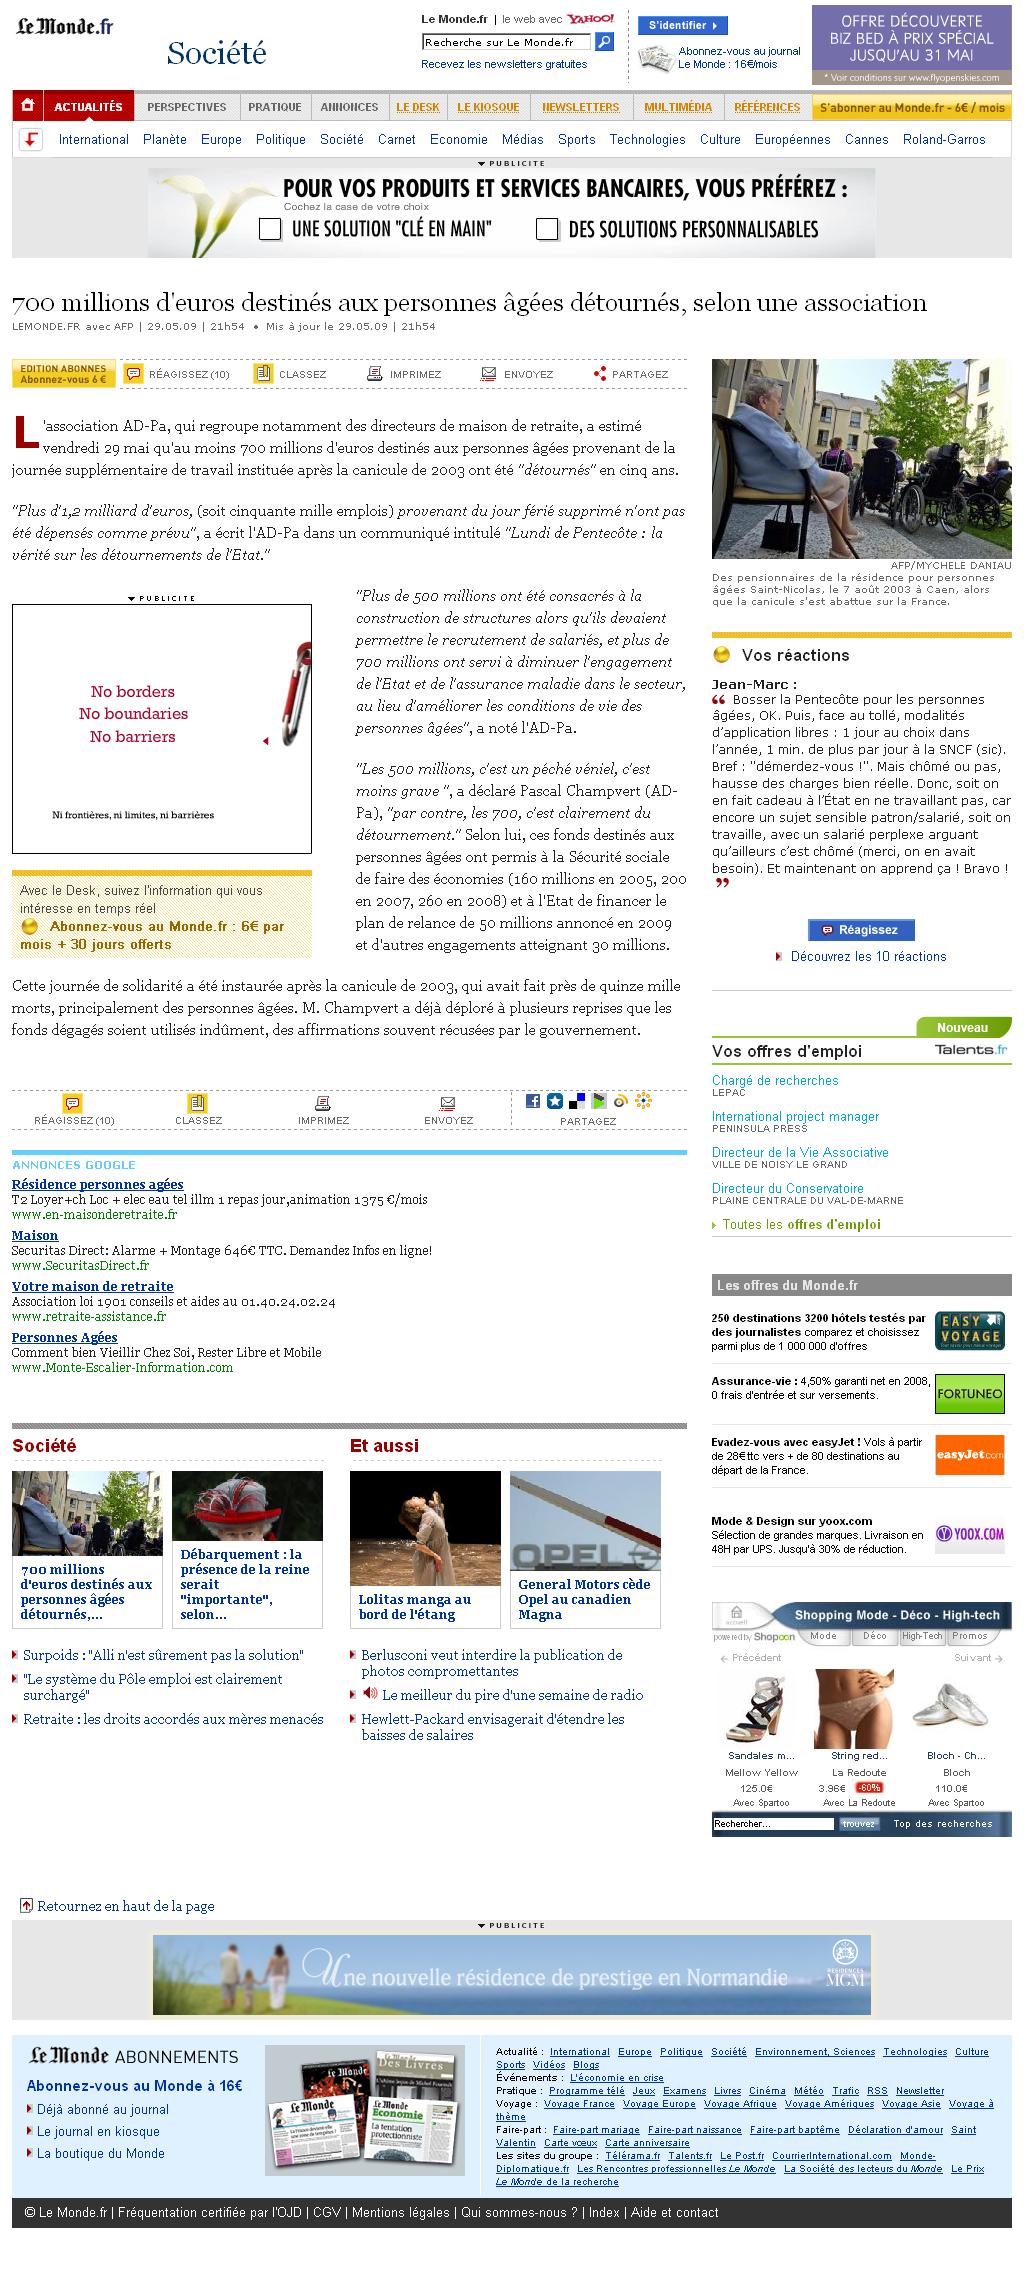 Le Monde.fr
Société
Le Monde.fr | le web avec YAHOO!
Recherche sur Le Monde.fr
Recevez les newsletters gratuites
S'identifier
Abonnez-vous au journal
Le Monde : 16€/mois
OFFRE DÉCOUVERTE
BIZ BED À PRIX SPÉCIAL
JUSQU'AU 31 MAI
* Voir conditions sur www.flyopenskies.com
ACTUALITÉS PERSPECTIVES PRATIQUE ANNONCES LE DESK LE KIOSQUE NEWSLETTERS MULTIMÉDIA RÉFÉRENCES S'abonner au Monde.fr - 6€ / mois
International Planète Europe Politique Société Carnet Economie Médias Sports Technologies Culture Européennes Cannes Roland-Garros
PUBLICITE
POUR VOS PRODUITS ET SERVICES BANCAIRES, VOUS PRÉFÉREZ :
Cochez la case de votre choix
UNE SOLUTION "CLÉ EN MAIN" DES SOLUTIONS PERSONNALISABLES
700 millions d'euros destinés aux personnes âgées détournés, selon une association
LEMONDE.FR avec AFP | 29.05.09 | 21h54 • Mis à jour le 29.05.09 | 21h54
EDITION ABONNES
Abonnez-vous 6 €
RÉAGISSEZ (10) CLASSEZ IMPRIMEZ ENVOYEZ PARTAGEZ
L'association AD-Pa, qui regroupe notamment des directeurs de maison de retraite, a estimé
vendredi 29 mai qu'au moins 700 millions d'euros destinés aux personnes âgées provenant de la
journée supplémentaire de travail instituée après la canicule de 2003 ont été "détournés" en cinq ans.
"Plus d'1,2 milliard d'euros, (soit cinquante mille emplois) provenant du jour férié supprimé n'ont pas
été dépensés comme prévu", a écrit l'AD-Pa dans un communiqué intitulé "Lundi de Pentecôte : la
vérité sur les détournements de l'Etat."
PUBLICITE
No borders
No boundaries
No barriers
Ni frontières, ni limites, ni barrières
Avec le Desk, suivez l'information qui vous
intéresse en temps réel
Abonnez-vous au Monde.fr : 6€ par
mois + 30 jours offerts
"Plus de 500 millions ont été consacrés à la
construction de structures alors qu'ils devaient
permettre le recrutement de salariés, et plus de
700 millions ont servi à diminuer l'engagement
de l'Etat et de l'assurance maladie dans le secteur,
au lieu d'améliorer les conditions de vie des
personnes âgées", a noté l'AD-Pa.
"Les 500 millions, c'est un péché véniel, c'est
moins grave ", a déclaré Pascal Champvert (AD-
Pa), "par contre, les 700, c'est clairement du
détournement." Selon lui, ces fonds destinés aux
personnes âgées ont permis à la Sécurité sociale
de faire des économies (160 millions en 2005, 200
en 2007, 260 en 2008) et à l'Etat de financer le
plan de relance de 50 millions annoncé en 2009
et d'autres engagements atteignant 30 millions.
Cette journée de solidarité a été instaurée après la canicule de 2003, qui avait fait près de quinze mille
morts, principalement des personnes âgées. M. Champvert a déjà déploré à plusieurs reprises que les
fonds dégagés soient utilisés indûment, des affirmations souvent récusées par le gouvernement.
RÉAGISSEZ (10) CLASSEZ IMPRIMEZ ENVOYEZ PARTAGEZ
ANNONCES GOOGLE
Résidence personnes agées
T2 Loyer+ch Loc + elec eau tel illm 1 repas jour,animation 1375 €/mois
www.en-maisonderetraite.fr
Maison
Securitas Direct: Alarme + Montage 646€ TTC. Demandez Infos en ligne!
www.SecuritasDirect.fr
Votre maison de retraite
Association loi 1901 conseils et aides au 01.40.24.02.24
www.retraite-assistance.fr
Personnes Agées
Comment bien Vieillir Chez Soi, Rester Libre et Mobile
www.Monte-Escalier-Information.com
AFP/MYCHELE DANIAU
Des pensionnaires de la résidence pour personnes
âgées Saint-Nicolas, le 7 août 2003 à Caen, alors
que la canicule s'est abattue sur la France.
Vos réactions
Jean-Marc :
“ Bosser la Pentecôte pour les personnes
âgées, OK. Puis, face au tollé, modalités
d'application libres : 1 jour au choix dans
l'année, 1 min. de plus par jour à la SNCF (sic).
Bref : "démerdez-vous !". Mais chômé ou pas,
hausse des charges bien réelle. Donc, soit on
en fait cadeau à l'État en ne travaillant pas, car
encore un sujet sensible patron/salarié, soit on
travaille, avec un salarié perplexe arguant
qu'ailleurs c'est chômé (merci, on en avait
besoin). Et maintenant on apprend ça ! Bravo !
”
Réagissez
Découvrez les 10 réactions
Nouveau
Vos offres d'emploi Talents.fr
Chargé de recherches
LEPAC
International project manager
PENINSULA PRESS
Directeur de la Vie Associative
VILLE DE NOISY LE GRAND
Directeur du Conservatoire
PLAINE CENTRALE DU VAL-DE-MARNE
Toutes les offres d'emploi
Les offres du Monde.fr
250 destinations 3200 hôtels testés par
des journalistes comparez et choisissez
parmi plus de 1 000 000 d'offres
EASY VOYAGE
Assurance-vie : 4,50% garanti net en 2008,
0 frais d'entrée et sur versements.
FORTUNEO
Evadez-vous avec easyJet ! Vols à partir
de 28€ ttc vers + de 80 destinations au
départ de la France.
easyJet.com
Mode & Design sur yoox.com
Sélection de grandes marques. Livraison en
48H par UPS. Jusqu'à 30% de réduction.
YOOX.COM
Société
700 millions
d'euros destinés aux
personnes âgées
détournés,...
Débarquement : la
présence de la reine
serait
"importante",
selon...
Surpoids : "Alli n'est sûrement pas la solution"
"Le système du Pôle emploi est clairement
surchargé"
Retraite : les droits accordés aux mères menacés
Et aussi
Lolitas manga au
bord de l'étang
OPEL
General Motors cède
Opel au canadien
Magna
Berlusconi veut interdire la publication de
photos compromettantes
Le meilleur du pire d'une semaine de radio
Hewlett-Packard envisagerait d'étendre les
baisses de salaires
accueil Shopping Mode - Déco - High-tech
powered by Shopoon Mode Déco High-Tech Promos
Précédent Suivant
Sandales m... String red... Bloch - Ch...
Mellow Yellow La Redoute Bloch
125.0€ 3.96€ -60% 110.0€
Avec Spartoo Avec La Redoute Avec Spartoo
Rechercher... trouvez Top des recherches
Retournez en haut de la page
PUBLICITE
Une nouvelle résidence de prestige en Normandie
RESIDENCES
MGM
Le Monde ABONNEMENTS
Abonnez-vous au Monde à 16€
Déjà abonné au journal
Le journal en kiosque
La boutique du Monde
Le Monde
Des Livres
Le Monde
Economie
La tentation
protectionniste
Actualité : International Europe Politique Société Environnement, Sciences Technologies Culture
Sports Vidéos Blogs
Événements : L'économie en crise
Pratique : Programme télé Jeux Examens Livres Cinéma Météo Trafic RSS Newsletter
Voyage : Voyage France Voyage Europe Voyage Afrique Voyage Amériques Voyage Asie Voyage à
thème
Faire-part : Faire-part mariage Faire-part naissance Faire-part baptême Déclaration d'amour Saint
Valentin Carte vœux Carte anniversaire
Les sites du groupe : Télérama.fr Talents.fr Le Post.fr CourrierInternational.com Monde-
Diplomatique.fr Les Rencontres professionnelles Le Monde La Société des lecteurs du Monde Le Prix
Le Monde de la recherche
© Le Monde.fr | Fréquentation certifiée par l'OJD | CGV | Mentions légales | Qui sommes-nous ? | Index | Aide et contact